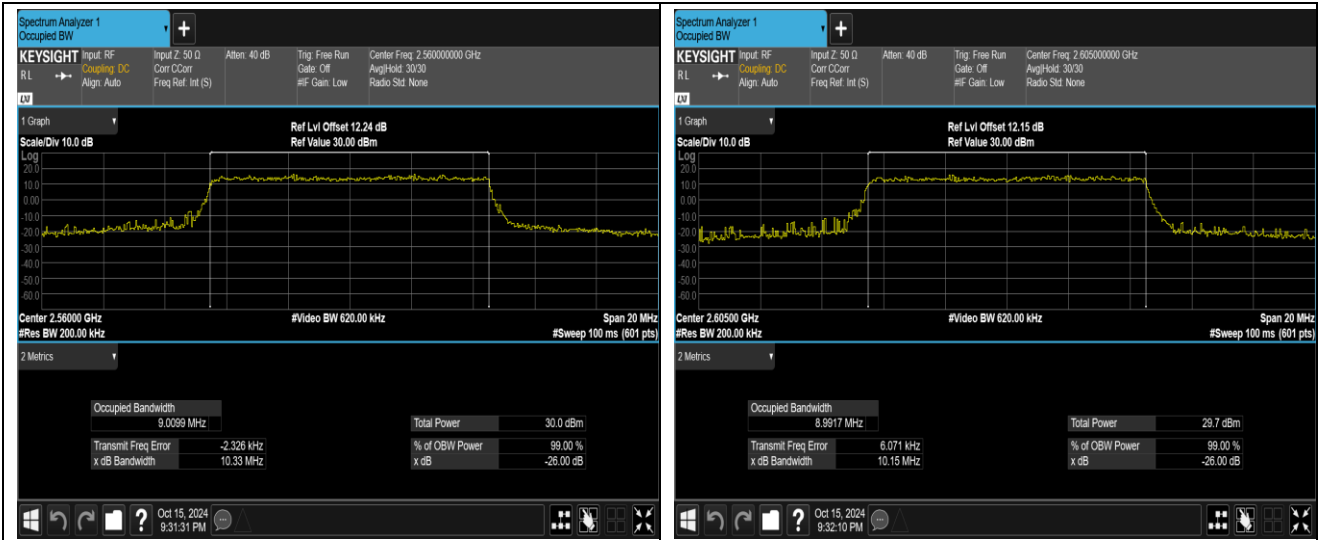 Spectrum Analyzer 1
Occupied BW
+
KEYSIGHT Input: RF Input Z: 50 Ω Atten: 40 dB Trig: Free Run Center Freq: 2.560000000 GHz
RL Coupling: DC Corr CCorr Gate: Off Avg|Hold: 30/30
Align: Auto Freq Ref: Int (S) #IF Gain: Low Radio Std: None
LXI
1 Graph
Ref Lvl Offset 12.24 dB
Scale/Div 10.0 dB Ref Value 30.00 dBm
Log
20.0
10.0
0.00
-10.0
-20.0
-30.0
-40.0
-50.0
-60.0
Center 2.56000 GHz #Video BW 620.00 kHz Span 20 MHz
#Res BW 200.00 kHz #Sweep 100 ms (601 pts)
2 Metrics
Occupied Bandwidth
9.0099 MHz Total Power 30.0 dBm
Transmit Freq Error -2.326 kHz % of OBW Power 99.00 %
x dB Bandwidth 10.33 MHz x dB -26.00 dB
? Oct 15, 2024
9:31:31 PM
Spectrum Analyzer 1
Occupied BW
+
KEYSIGHT Input: RF Input Z: 50 Ω Atten: 40 dB Trig: Free Run Center Freq: 2.605000000 GHz
RL Coupling: DC Corr CCorr Gate: Off Avg|Hold: 30/30
Align: Auto Freq Ref: Int (S) #IF Gain: Low Radio Std: None
LXI
1 Graph
Ref Lvl Offset 12.15 dB
Scale/Div 10.0 dB Ref Value 30.00 dBm
Log
20.0
10.0
0.00
-10.0
-20.0
-30.0
-40.0
-50.0
-60.0
Center 2.60500 GHz #Video BW 620.00 kHz Span 20 MHz
#Res BW 200.00 kHz #Sweep 100 ms (601 pts)
2 Metrics
Occupied Bandwidth
8.9917 MHz Total Power 29.7 dBm
Transmit Freq Error 6.071 kHz % of OBW Power 99.00 %
x dB Bandwidth 10.15 MHz x dB -26.00 dB
? Oct 15, 2024
9:32:10 PM